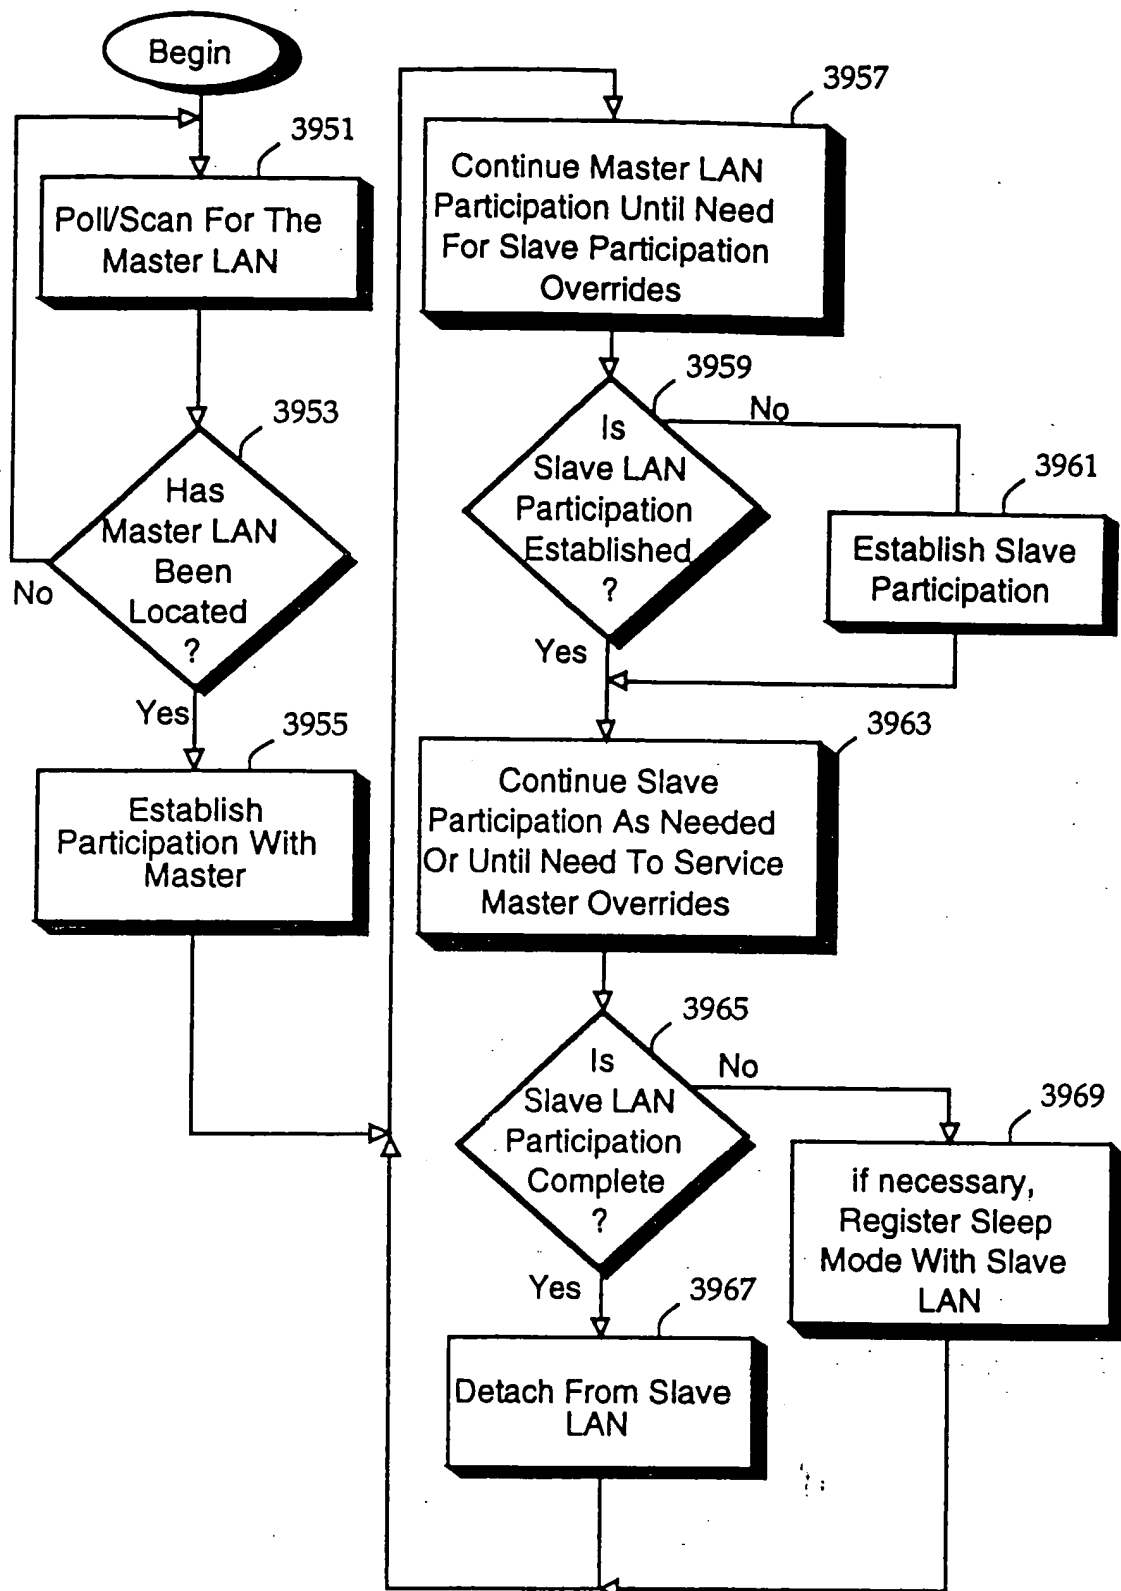 Begin
3951
Poll/Scan For The
Master LAN
3953
Has
Master LAN
Been
Located
?
No
Yes
3955
Establish
Participation With
Master
3957
Continue Master LAN
Participation Until Need
For Slave Participation
Overrides
3959
Is
Slave LAN
Participation
Established
?
No
Yes
3961
Establish Slave
Participation
3963
Continue Slave
Participation As Needed
Or Until Need To Service
Master Overrides
3965
Is
Slave LAN
Participation
Complete
?
No
Yes
3967
Detach From Slave
LAN
3969
if necessary,
Register Sleep
Mode With Slave
LAN